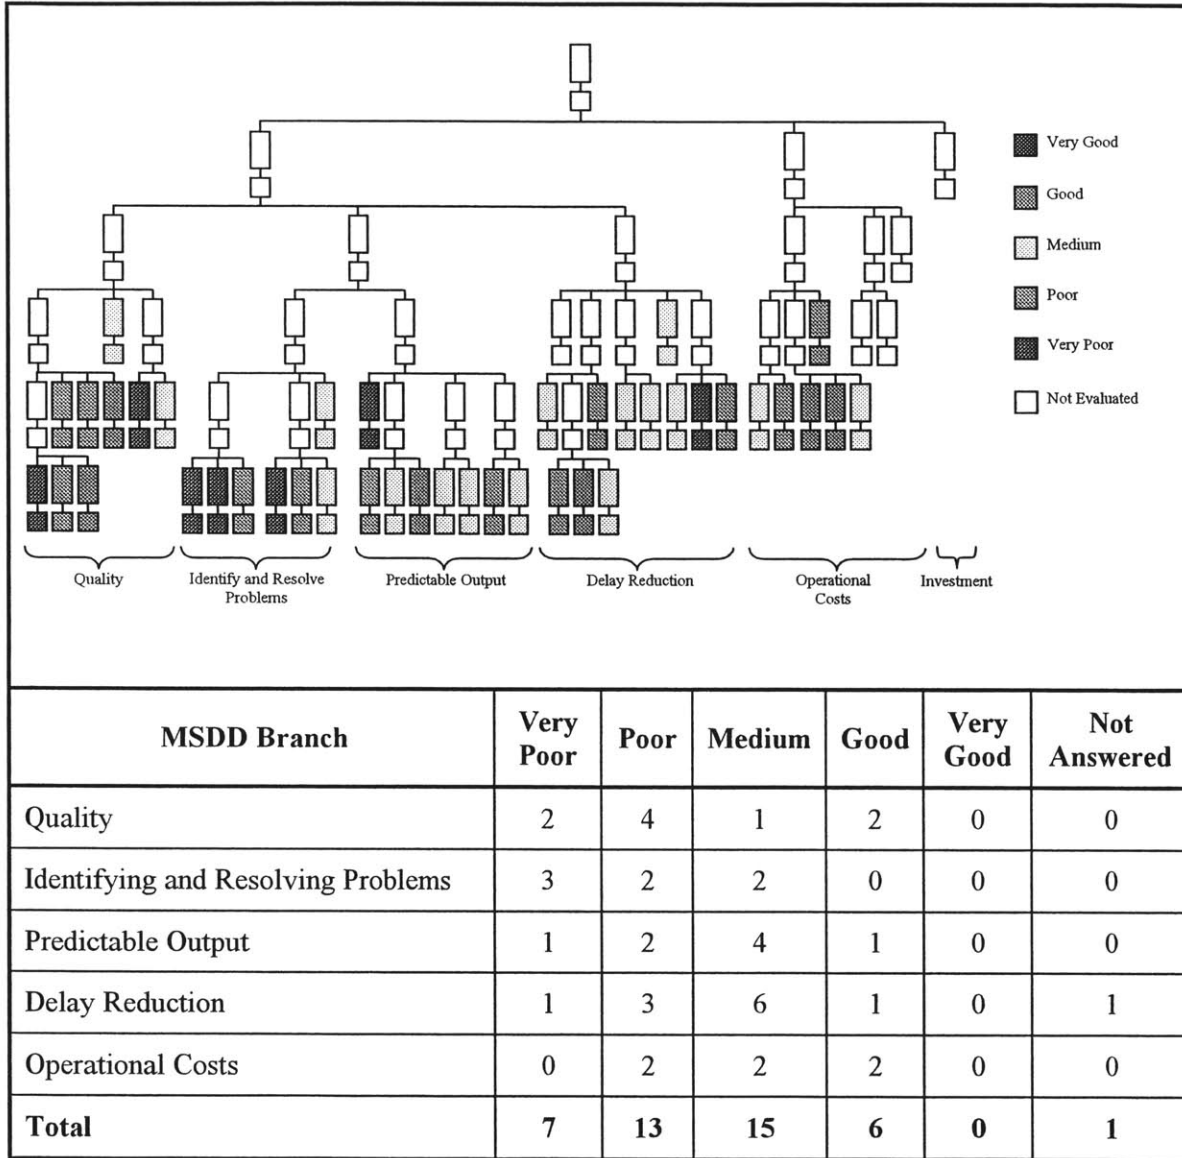 Very Good
Good
Medium
Poor
Very Poor
Not Evaluated
Quality
Identify and Resolve
Problems
Predictable Output
Delay Reduction
Operational
Costs
Investment
MSDD Branch Very Poor Poor Medium Good Very Good Not Answered
Quality 2 4 1 2 0 0
Identifying and Resolving Problems 3 2 2 0 0 0
Predictable Output 1 2 4 1 0 0
Delay Reduction 1 3 6 1 0 1
Operational Costs 0 2 2 2 0 0
Total 7 13 15 6 0 1